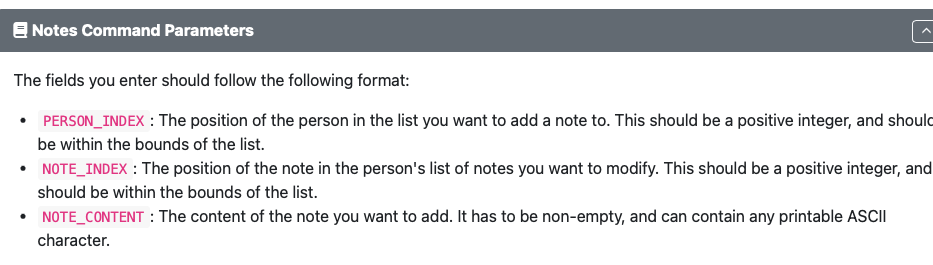 Notes Command Parameters
The fields you enter should follow the following format:
• PERSON_INDEX : The position of the person in the list you want to add a note to. This should be a positive integer, and should
be within the bounds of the list.
• NOTE_INDEX : The position of the note in the person's list of notes you want to modify. This should be a positive integer, and
should be within the bounds of the list.
• NOTE_CONTENT : The content of the note you want to add. It has to be non-empty, and can contain any printable ASCII
character.